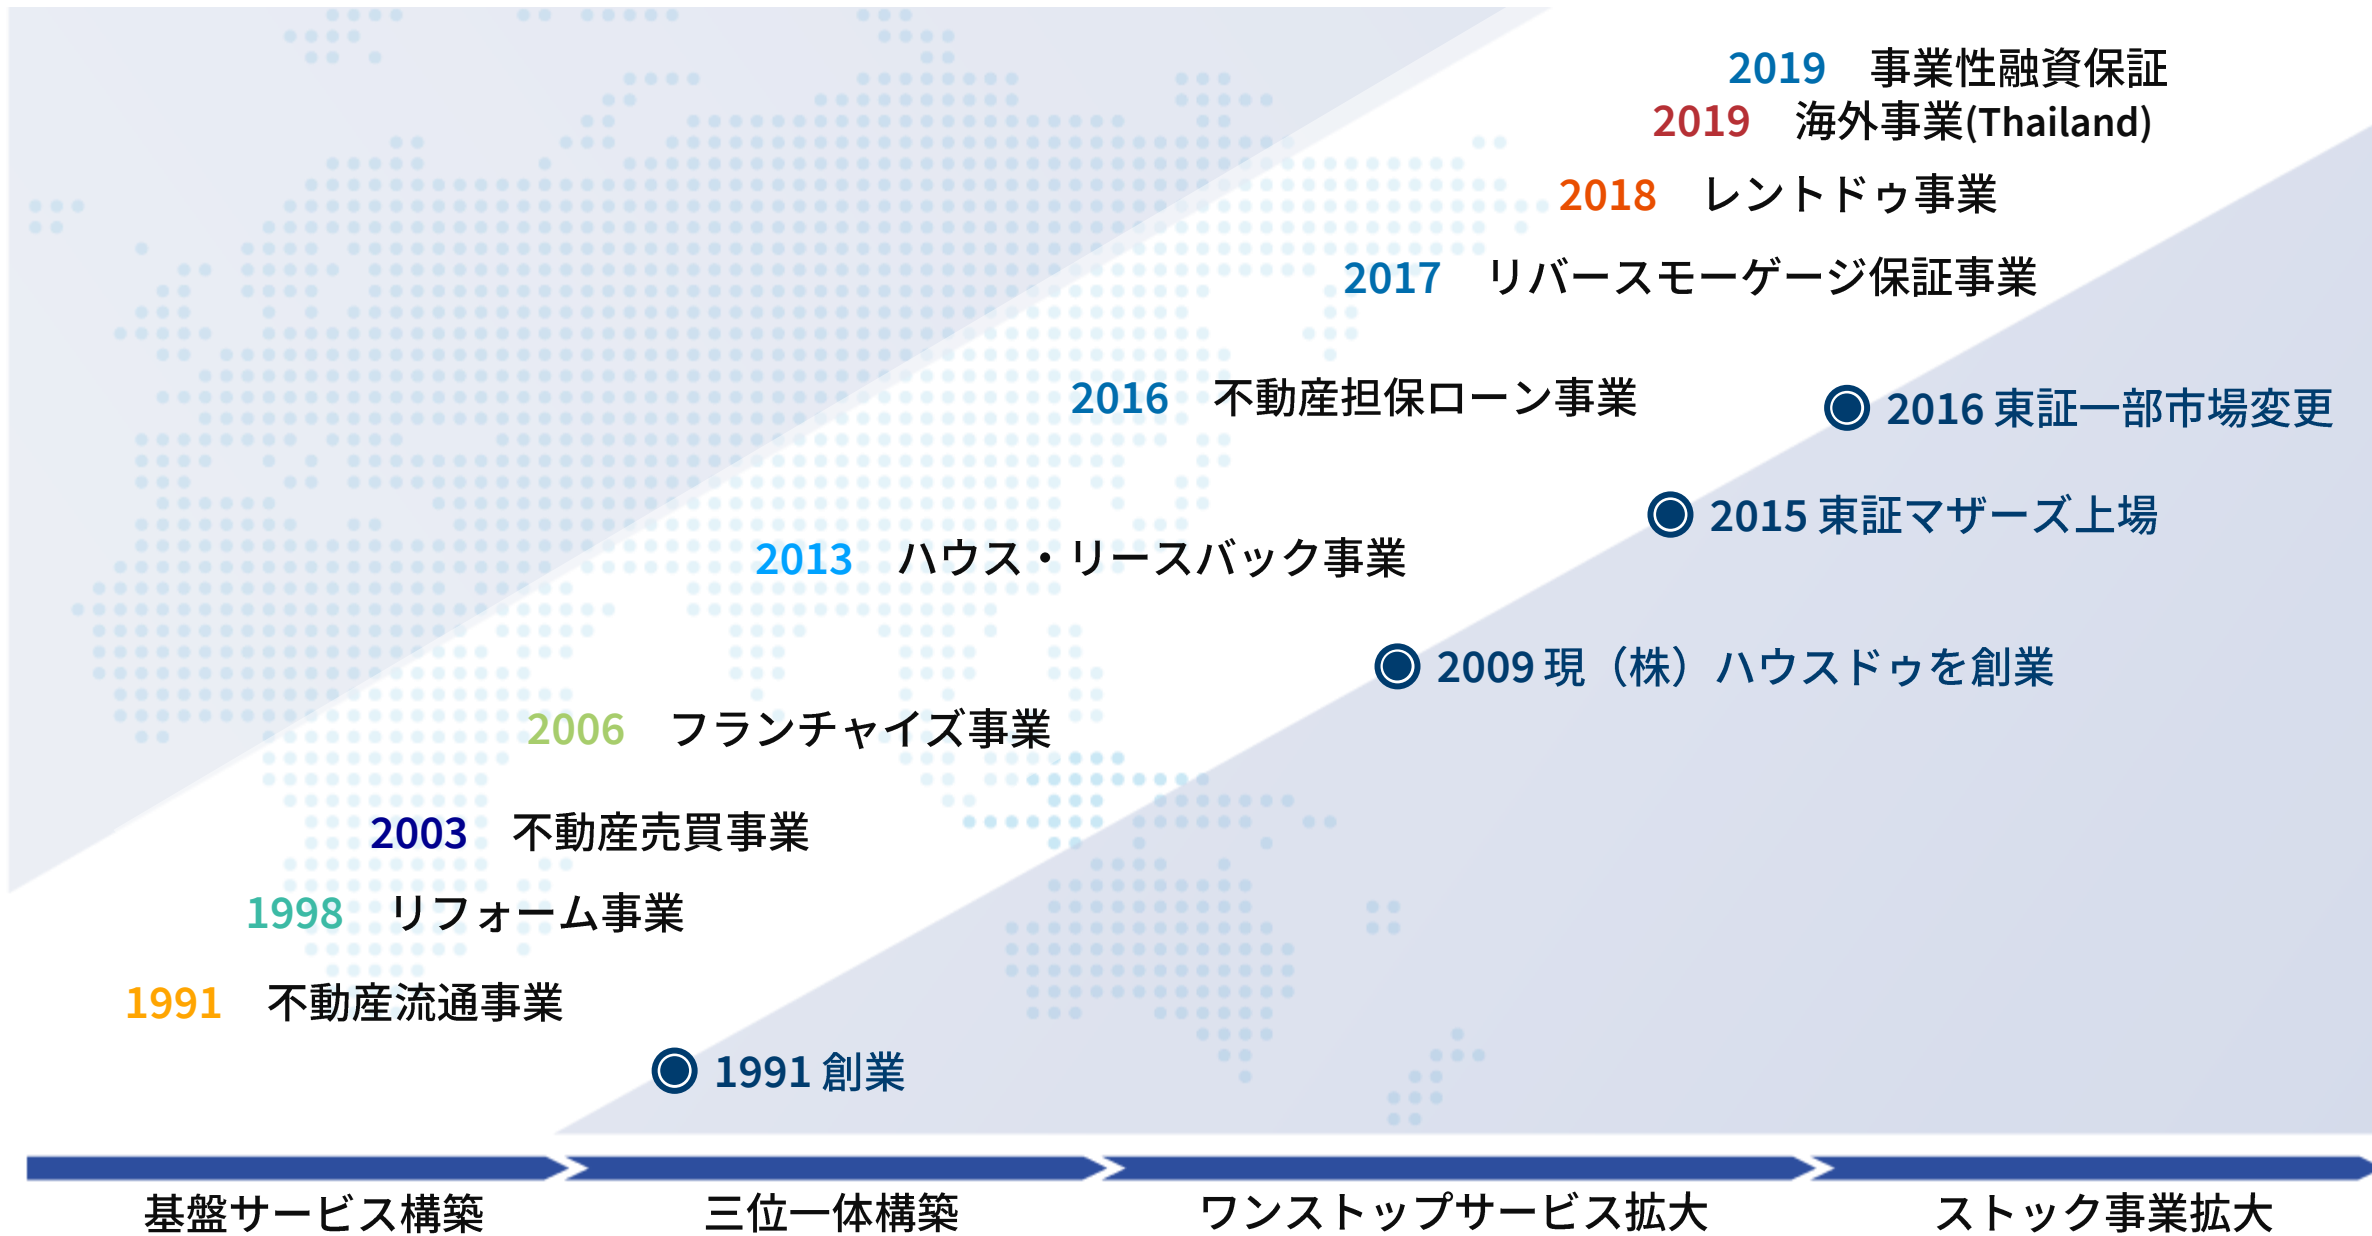 2019 事業性融資保証
2019 海外事業(Thailand)
2018 レントドゥ事業
2017 リバースモーゲージ保証事業
2016 不動産担保ローン事業
2016 東証一部市場変更
2015 東証マザーズ上場
2013 ハウス・リースバック事業
2009 現（株）ハウスドゥを創業
2006 フランチャイズ事業
2003 不動産売買事業
1998 リフォーム事業
1991 不動産流通事業
1991 創業
基盤サービス構築
三位一体構築
ワンストップサービス拡大
ストック事業拡大